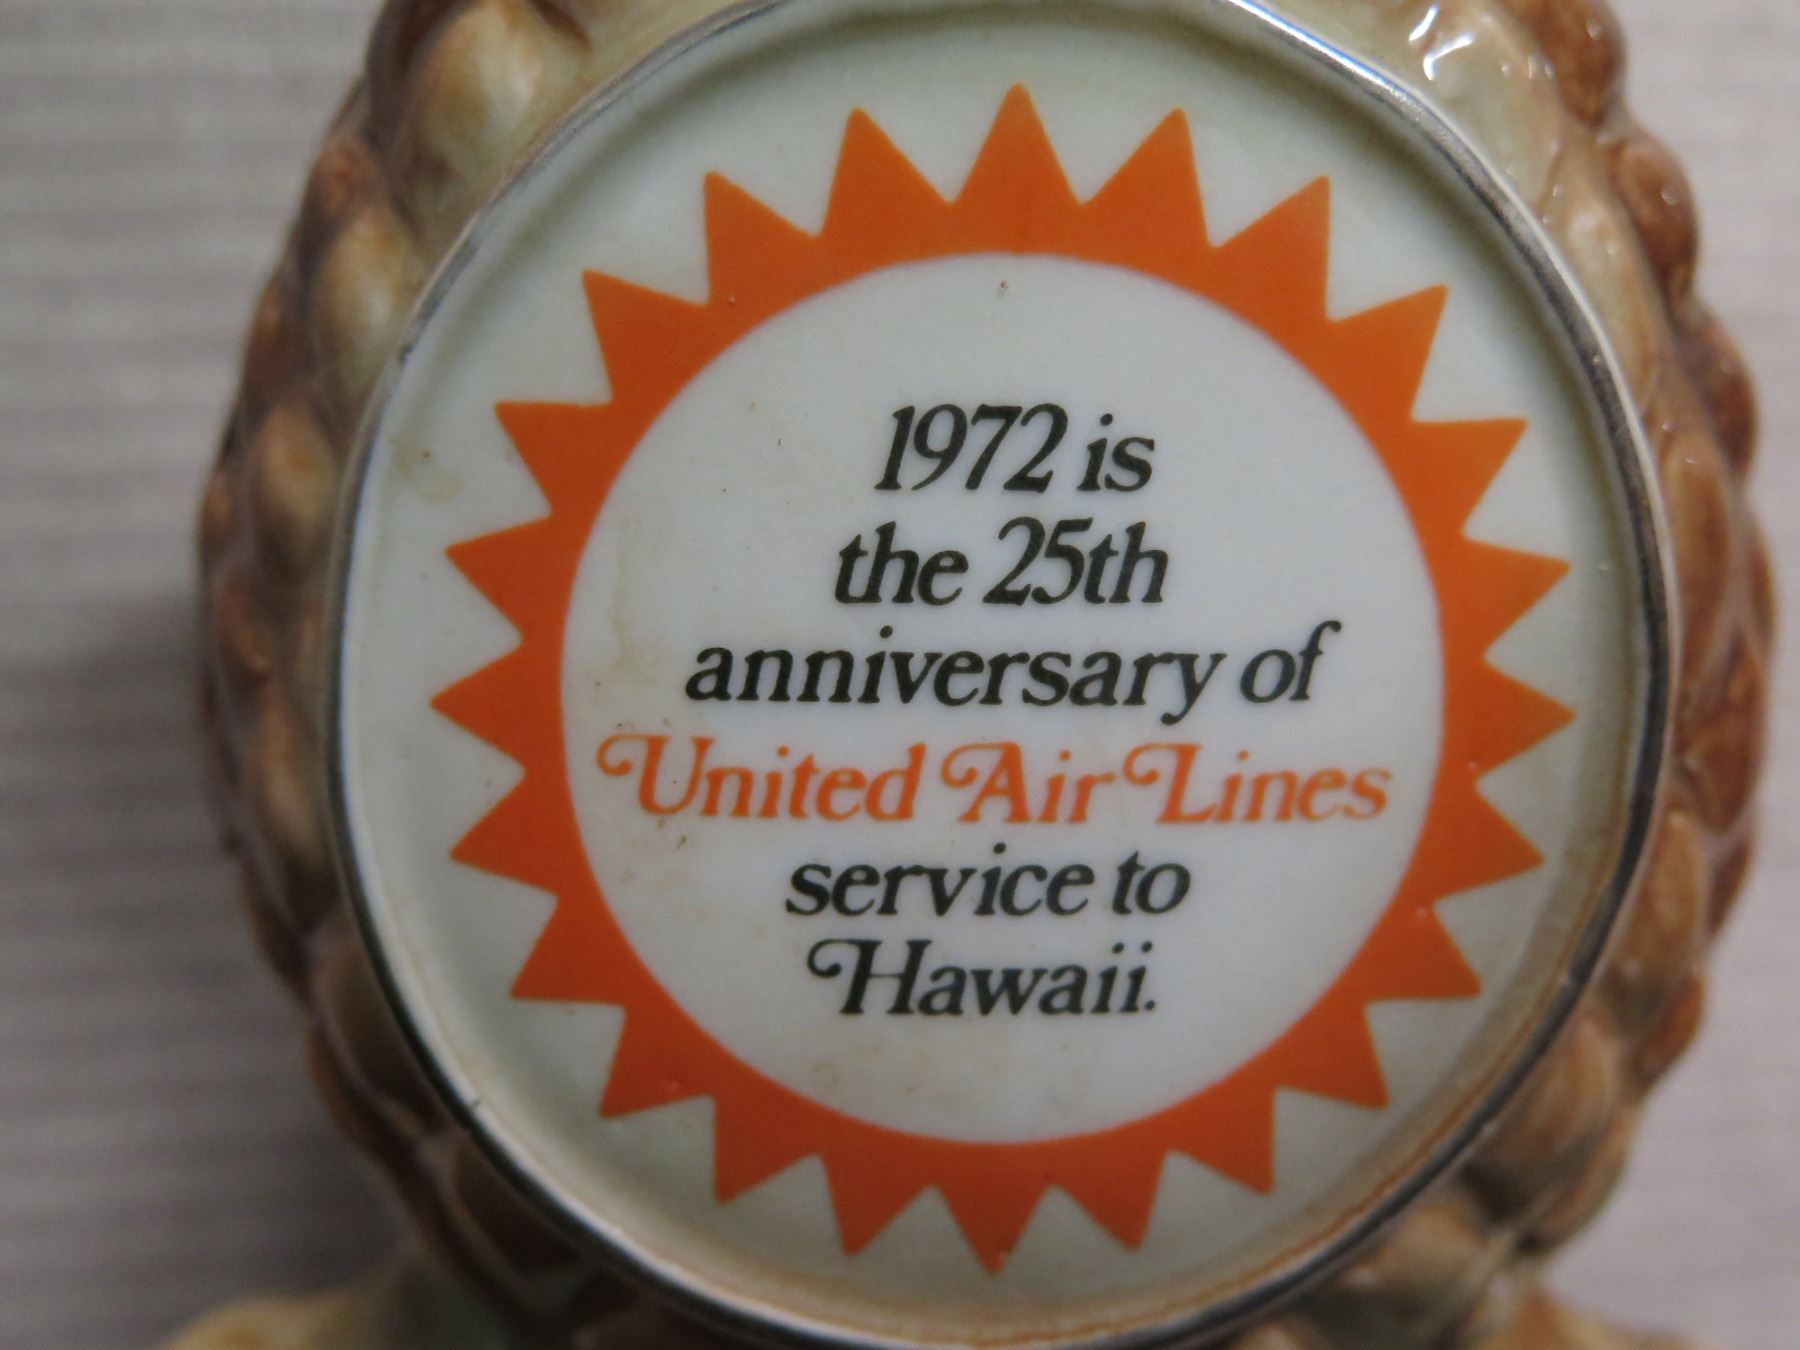 1972 is
the 25th
anniversary of
United Air Lines
service to
Hawaii.